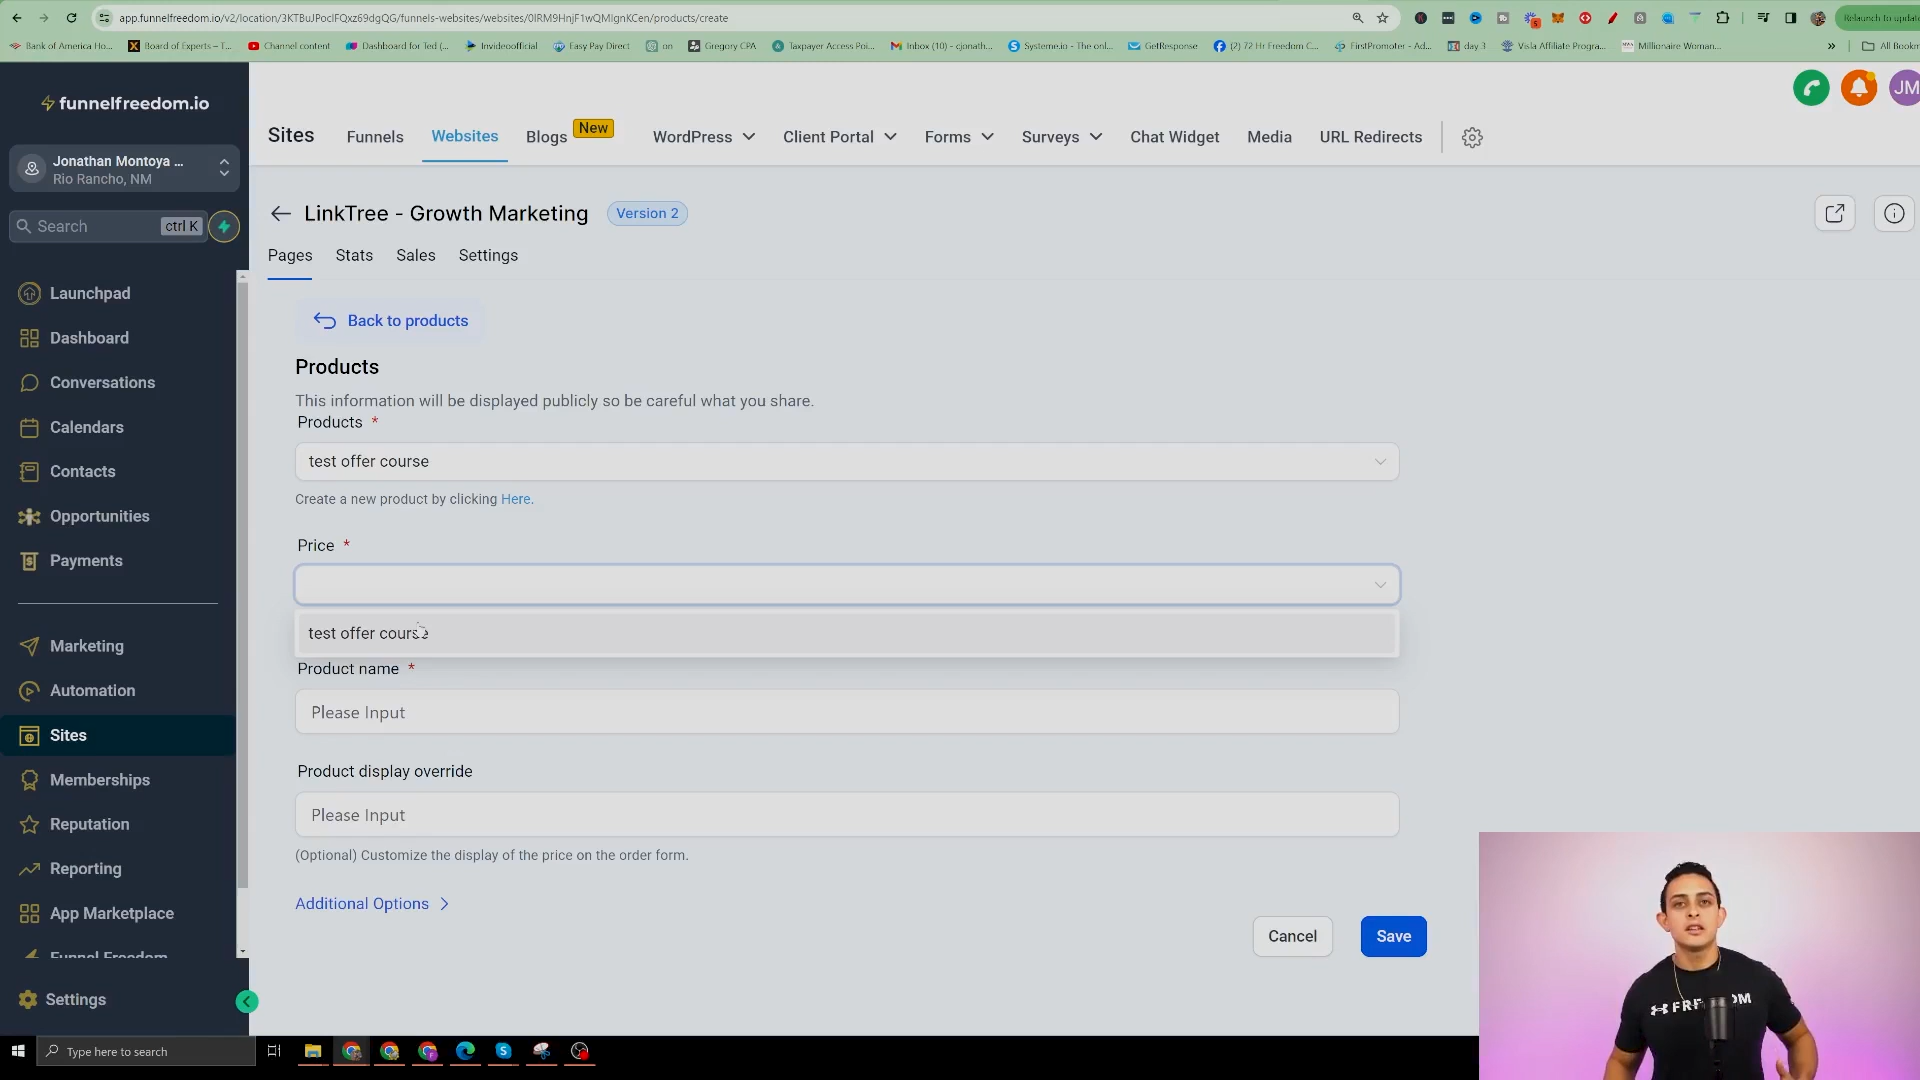 app.funnelfreedom.io/v2/location/3KTBuJPoclFQxz69dgQG/funnels-websites/websites/0IRM9HnjF1wQMIgnKCen/products/create
Relaunch to update
Bank of America Ho...
Board of Experts – T...
Channel content
Dashboard for Ted (...
Invideoofficial
Easy Pay Direct
on
Gregory CPA
Taxpayer Access Poi...
Inbox (10) - cjonath...
Systeme.io - The onl...
GetResponse
(2) 72 Hr Freedom C...
FirstPromoter - Ad...
day 3
Visla Affiliate Progra...
Millionaire Woman...
»
All Bookm
funnelfreedom.io
JM
Sites
Funnels
Websites
Blogs
New
WordPress
Client Portal
Forms
Surveys
Chat Widget
Media
URL Redirects
Jonathan Montoya ...
Rio Rancho, NM
Search
ctrl K
LinkTree - Growth Marketing
Version 2
Pages
Stats
Sales
Settings
Launchpad
Dashboard
Conversations
Calendars
Contacts
Opportunities
Payments
Marketing
Automation
Sites
Memberships
Reputation
Reporting
App Marketplace
Funnel Freedom
Settings
Back to products
Products
This information will be displayed publicly so be careful what you share.
Products *
test offer course
Create a new product by clicking Here.
Price *
test offer course
Product name *
Please Input
Product display override
Please Input
(Optional) Customize the display of the price on the order form.
Additional Options
Cancel
Save
Type here to search